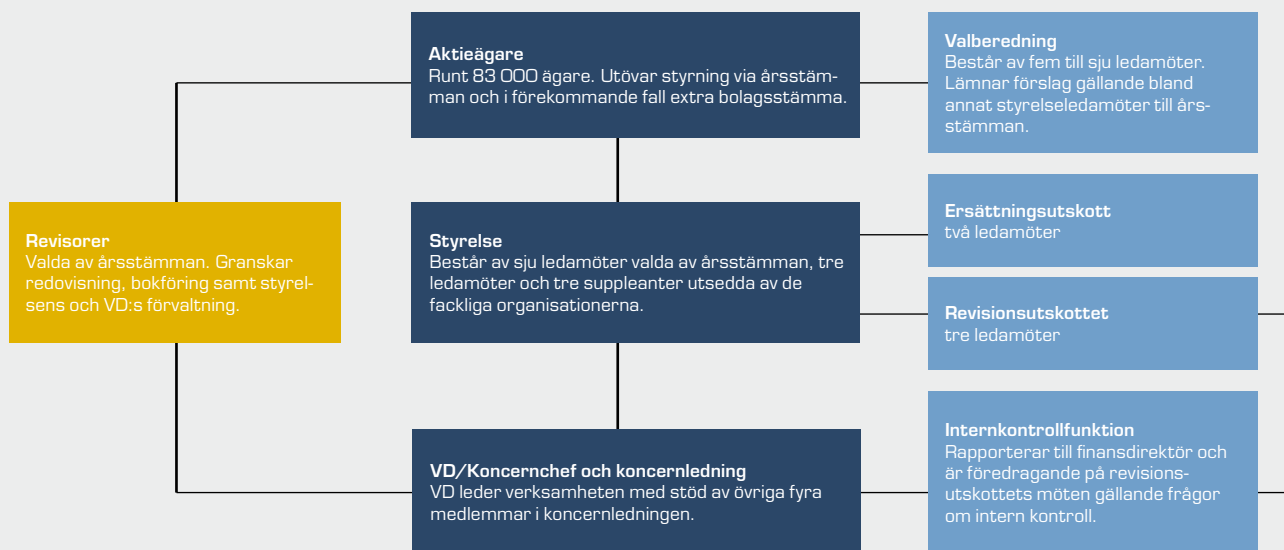 Aktieägare
Runt 83 000 ägare. Utövar styrning via årsstäm-
man och i förekommande fall extra bolagsstämma.
Valberedning
Består av fem till sju ledamöter.
Lämnar förslag gällande bland
annat styrelseledamöter till års-
stämman.
Revisorer
Valda av årsstämman. Granskar
redovisning, bokföring samt styrel-
sens och VD:s förvaltning.
Styrelse
Består av sju ledamöter valda av årsstämman, tre
ledamöter och tre suppleanter utsedda av de
fackliga organisationerna.
Ersättningsutskott
två ledamöter
Revisionsutskottet
tre ledamöter
VD/Koncernchef och koncernledning
VD leder verksamheten med stöd av övriga fyra
medlemmar i koncernledningen.
Internkontrollfunktion
Rapporterar till finansdirektör och
är föredragande på revisions-
utskottets möten gällande frågor
om intern kontroll.